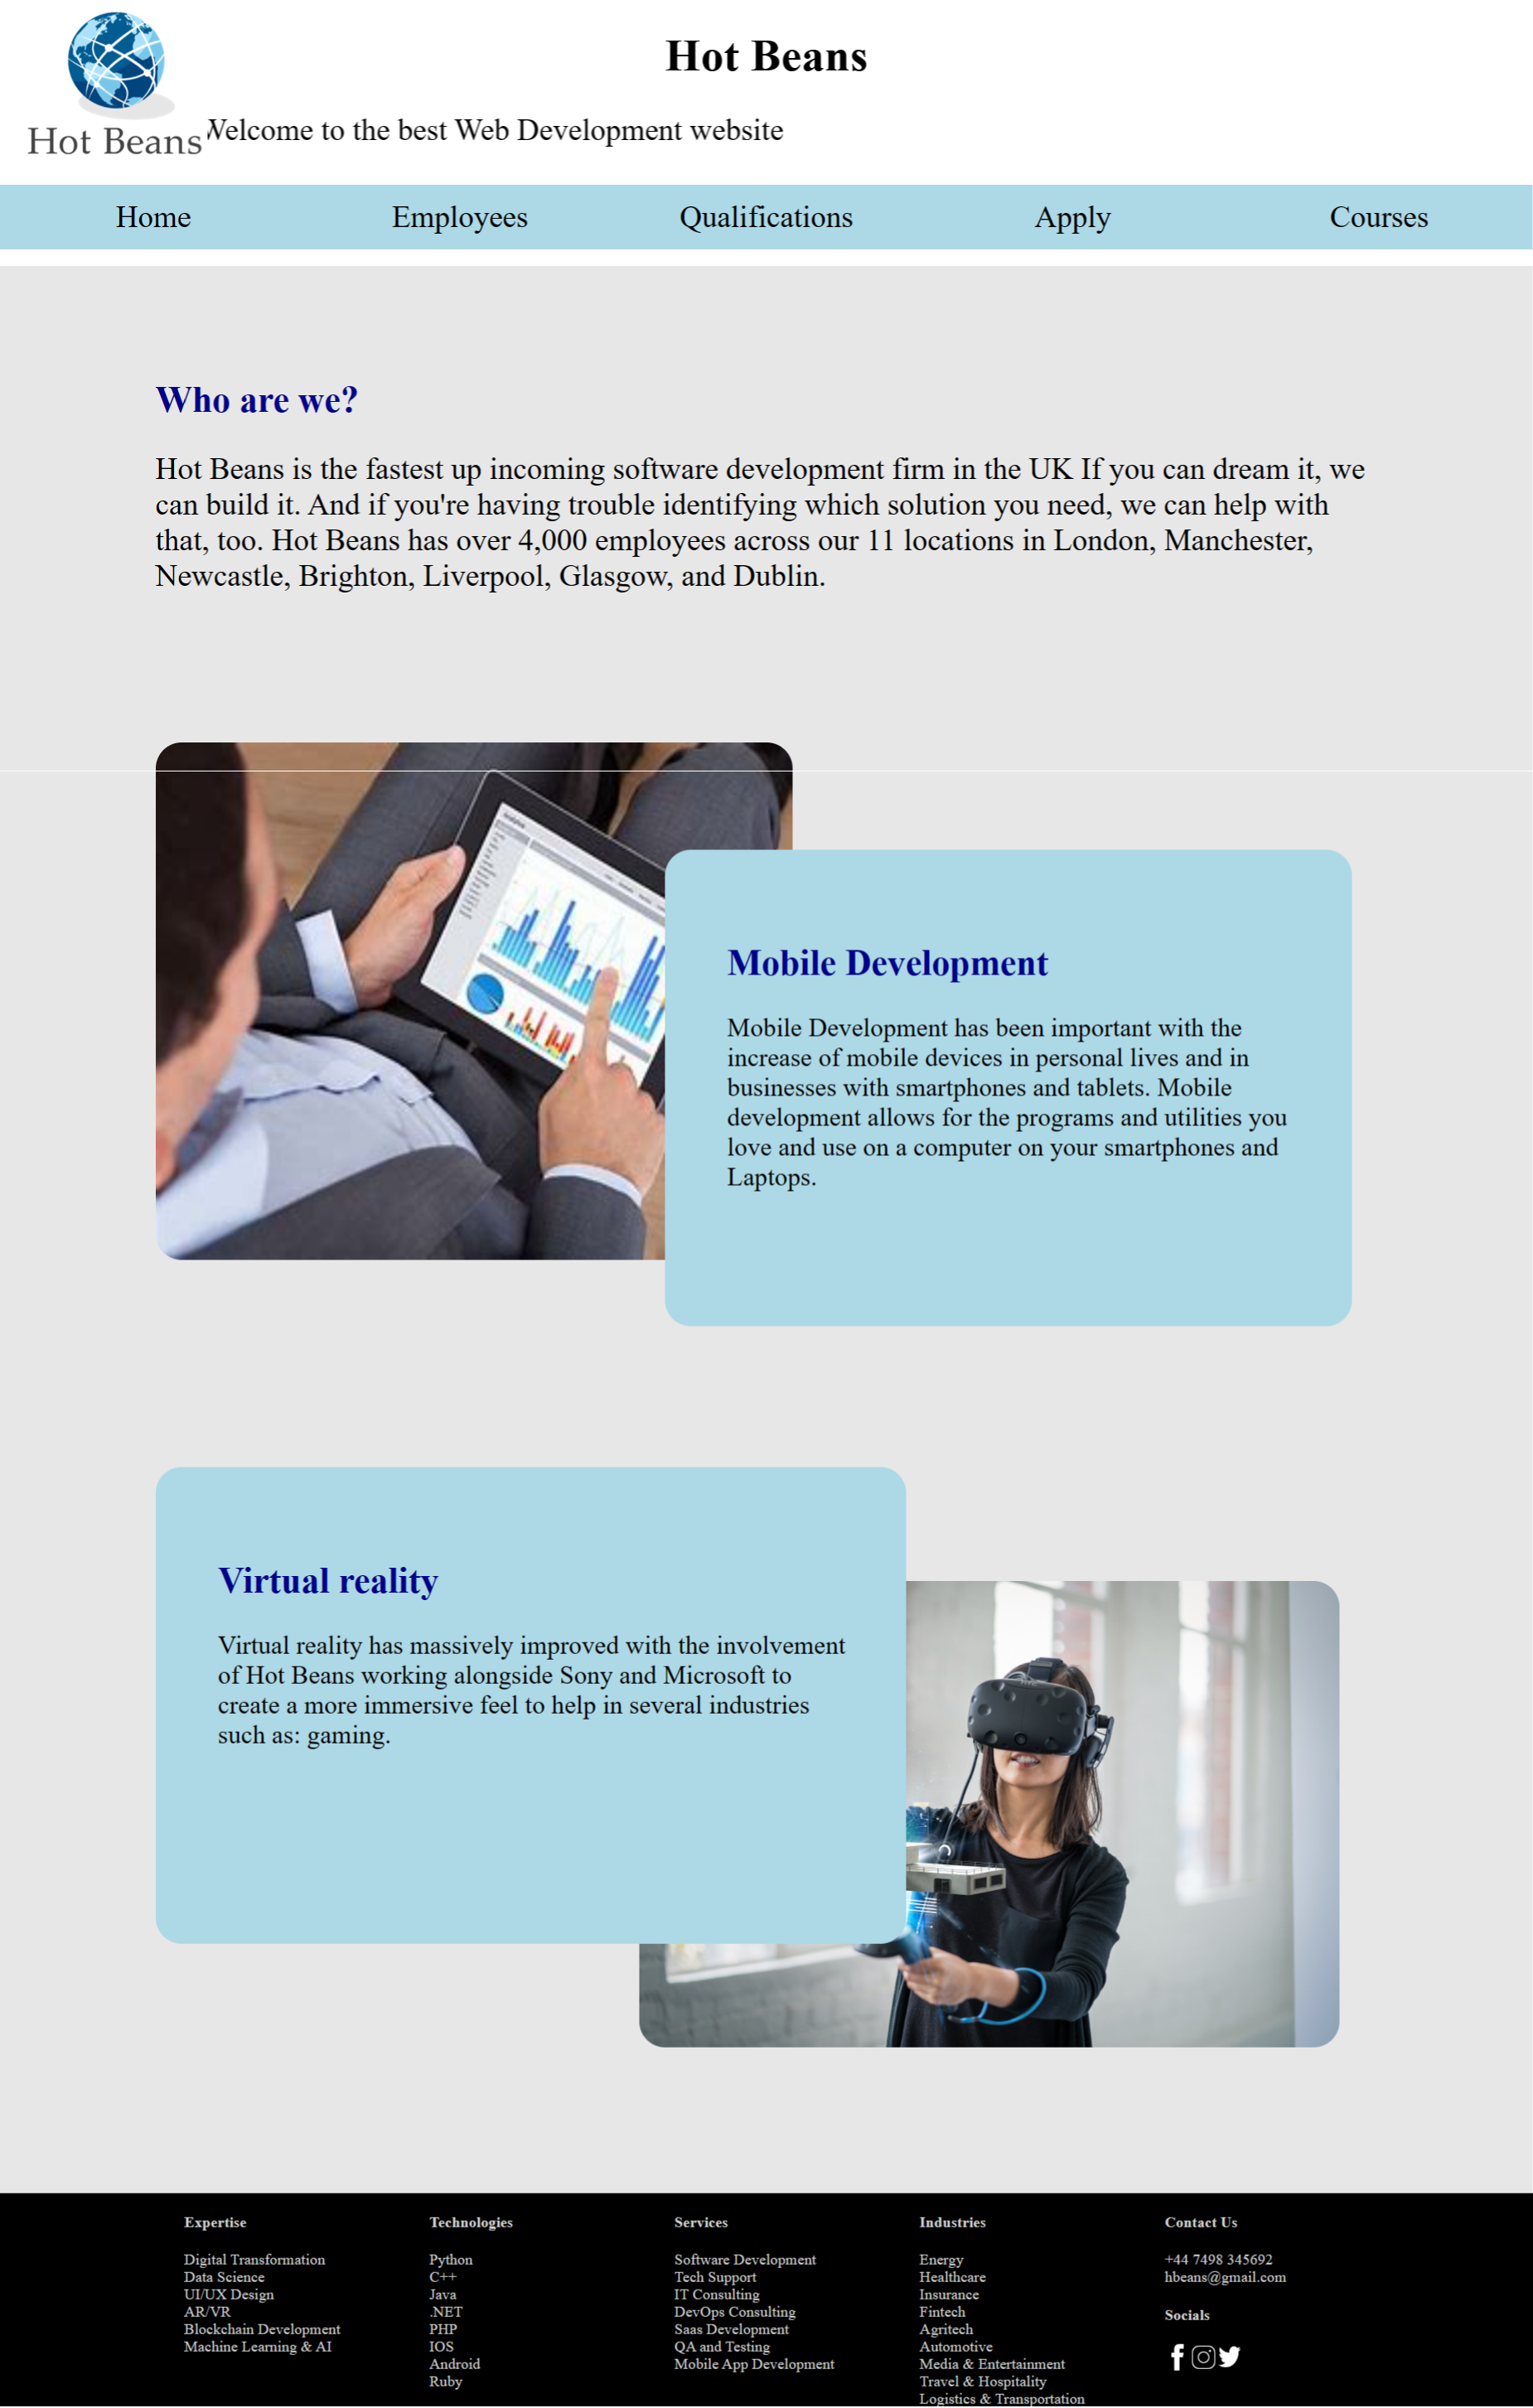 Hot Beans
Hot Beans
Welcome to the best Web Development website
Home Employees Qualifications Apply Courses
Who are we?
Hot Beans is the fastest up incoming software development firm in the UK If you can dream it, we
can build it. And if you're having trouble identifying which solution you need, we can help with
that, too. Hot Beans has over 4,000 employees across our 11 locations in London, Manchester,
Newcastle, Brighton, Liverpool, Glasgow, and Dublin.
Mobile Development
Mobile Development has been important with the
increase of mobile devices in personal lives and in
businesses with smartphones and tablets. Mobile
development allows for the programs and utilities you
love and use on a computer on your smartphones and
Laptops.
Virtual reality
Virtual reality has massively improved with the involvement
of Hot Beans working alongside Sony and Microsoft to
create a more immersive feel to help in several industries
such as: gaming.
Expertise
Digital Transformation
Data Science
UI/UX Design
AR/VR
Blockchain Development
Machine Learning & AI
Technologies
Python
C++
Java
.NET
PHP
IOS
Android
Ruby
Services
Software Development
Tech Support
IT Consulting
DevOps Consulting
Saas Development
QA and Testing
Mobile App Development
Industries
Energy
Healthcare
Insurance
Fintech
Agritech
Automotive
Media & Entertainment
Travel & Hospitality
Logistics & Transportation
Contact Us
+44 7498 345692
hbeans@gmail.com
Socials